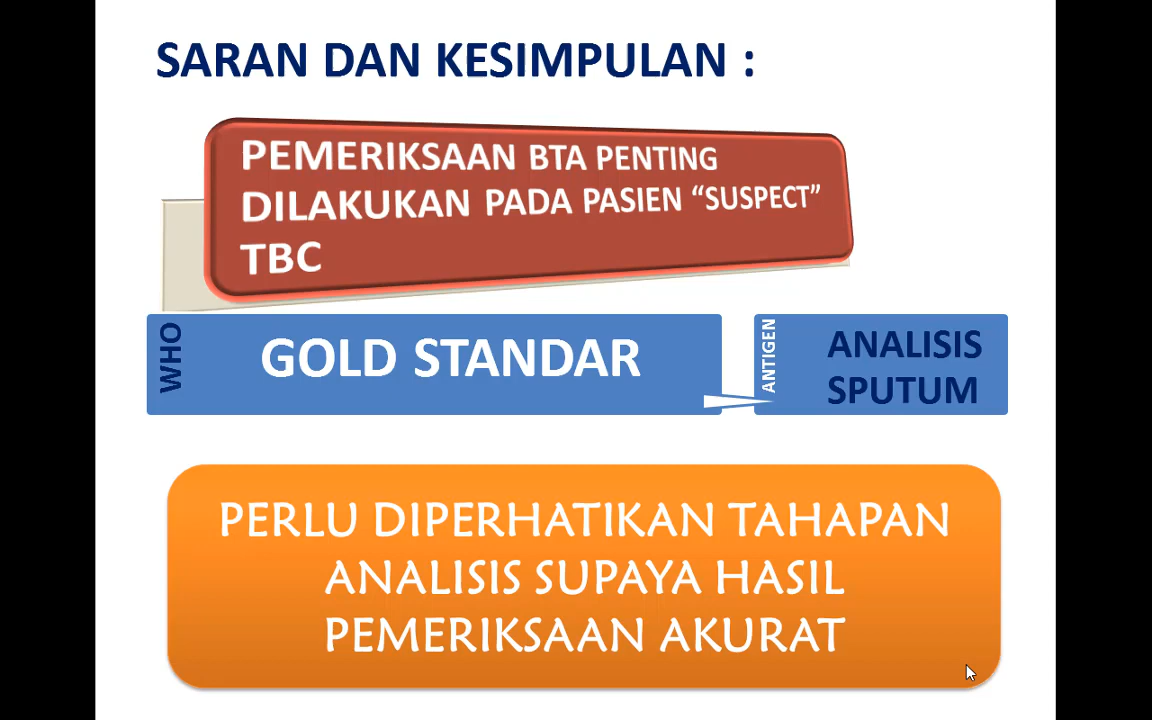 SARAN DAN KESIMPULAN :
PEMERIKSAAN BTA PENTING
DILAKUKAN PADA PASIEN “SUSPECT”
TBC
WHO
GOLD STANDAR
ANTIGEN
ANALISIS
SPUTUM
PERLU DIPERHATIKAN TAHAPAN
ANALISIS SUPAYA HASIL
PEMERIKSAAN AKURAT